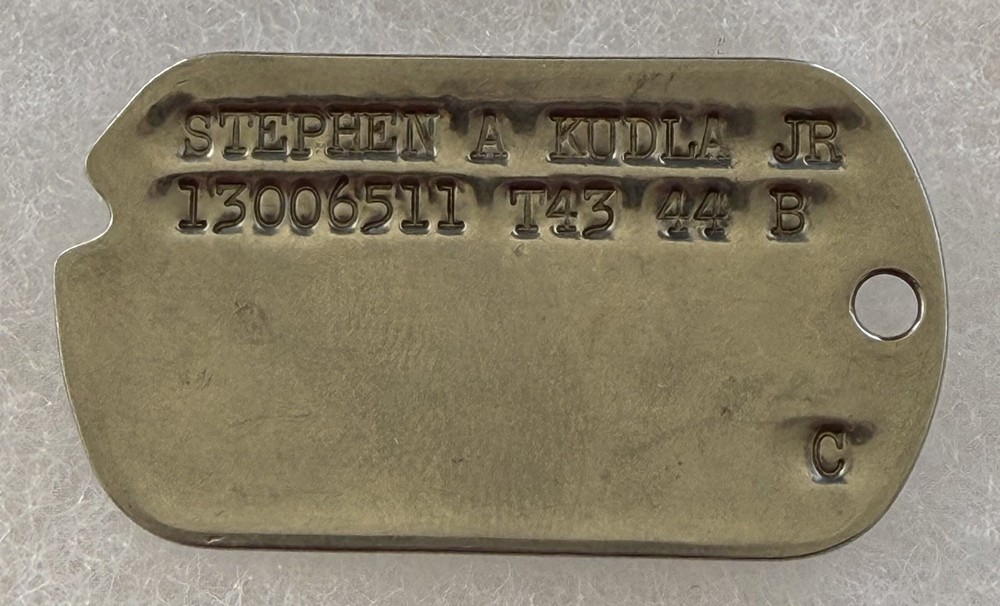 STEPHEN A KUDLA JR
13006511 T43 44 B
C